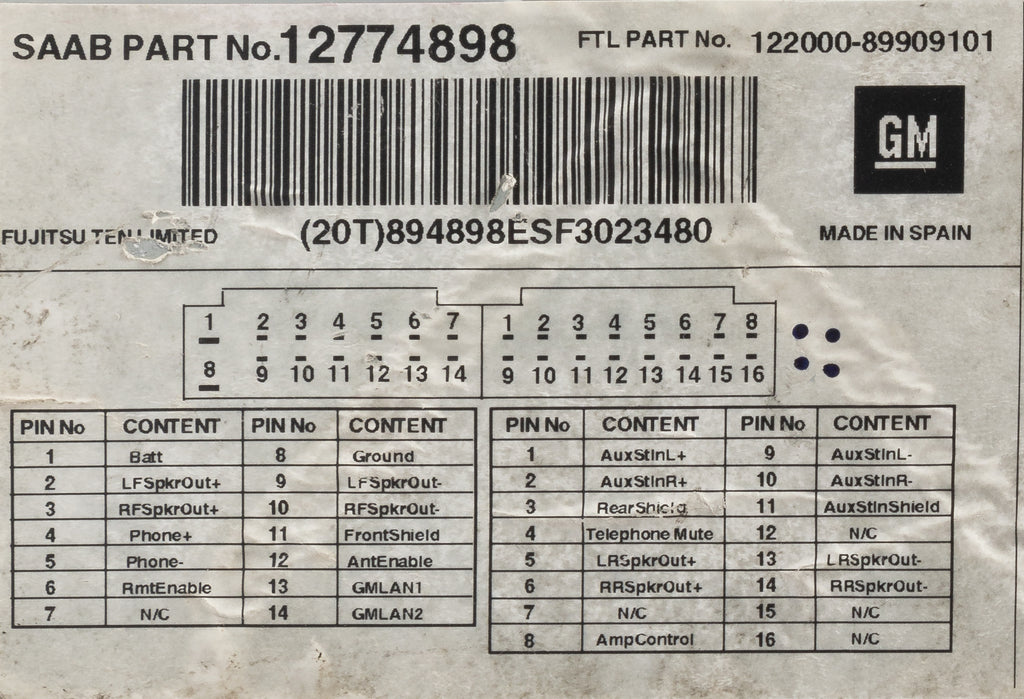 SAAB PART No.12774898 FTL PART No. 122000-89909101
GM
FUJITSU TEN LIMITED (20T)894898ESF3023480 MADE IN SPAIN
1 2 3 4 5 6 7 1 2 3 4 5 6 7 8
8 9 10 11 12 13 14 9 10 11 12 13 14 15 16
PIN No CONTENT PIN No CONTENT
1 Batt 8 Ground
2 LFSpkrOut+ 9 LFSpkrOut-
3 RFSpkrOut+ 10 RFSpkrOut-
4 Phone+ 11 FrontShield
5 Phone- 12 AntEnable
6 RmtEnable 13 GMLAN1
7 N/C 14 GMLAN2
PIN No CONTENT PIN No CONTENT
1 AuxStInL+ 9 AuxStInL-
2 AuxStInR+ 10 AuxStInR-
3 RearShield 11 AuxStInShield
4 Telephone Mute 12 N/C
5 LRSpkrOut+ 13 LRSpkrOut-
6 RRSpkrOut+ 14 RRSpkrOut-
7 N/C 15 N/C
8 AmpControl 16 N/C